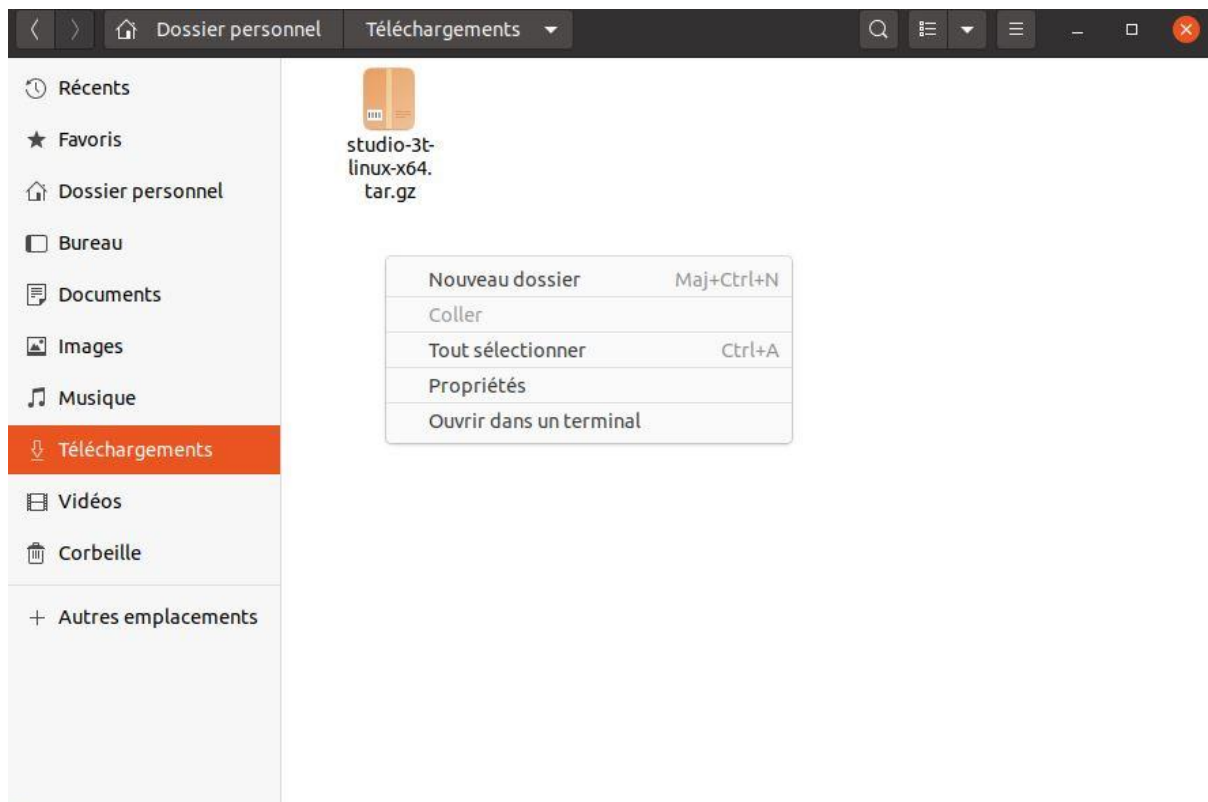 Dossier personnel Téléchargements
Récents
Favoris
Dossier personnel
Bureau
Documents
Images
Musique
Téléchargements
Vidéos
Corbeille
Autres emplacements
studio-3t-
linux-x64.
tar.gz
Nouveau dossier Maj+Ctrl+N
Coller
Tout sélectionner Ctrl+A
Propriétés
Ouvrir dans un terminal